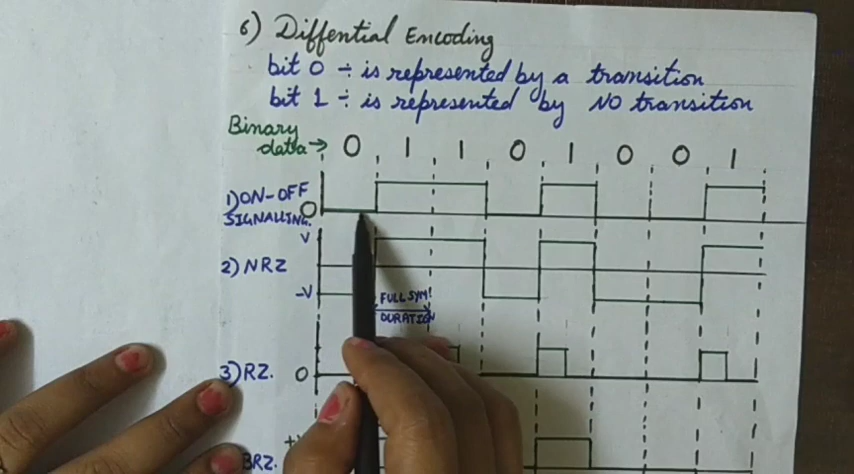 6) Diffential Encoding
bit 0 ÷ is represented by a transition
bit 1 ÷ is represented by NO transition
Binary
data → 0 1 1 0 1 0 0 1
1) ON-OFF
SIGNALLING. 0
V
2) NRZ
-V FULL SYM!
DURATION
3) RZ. 0
BRZ.